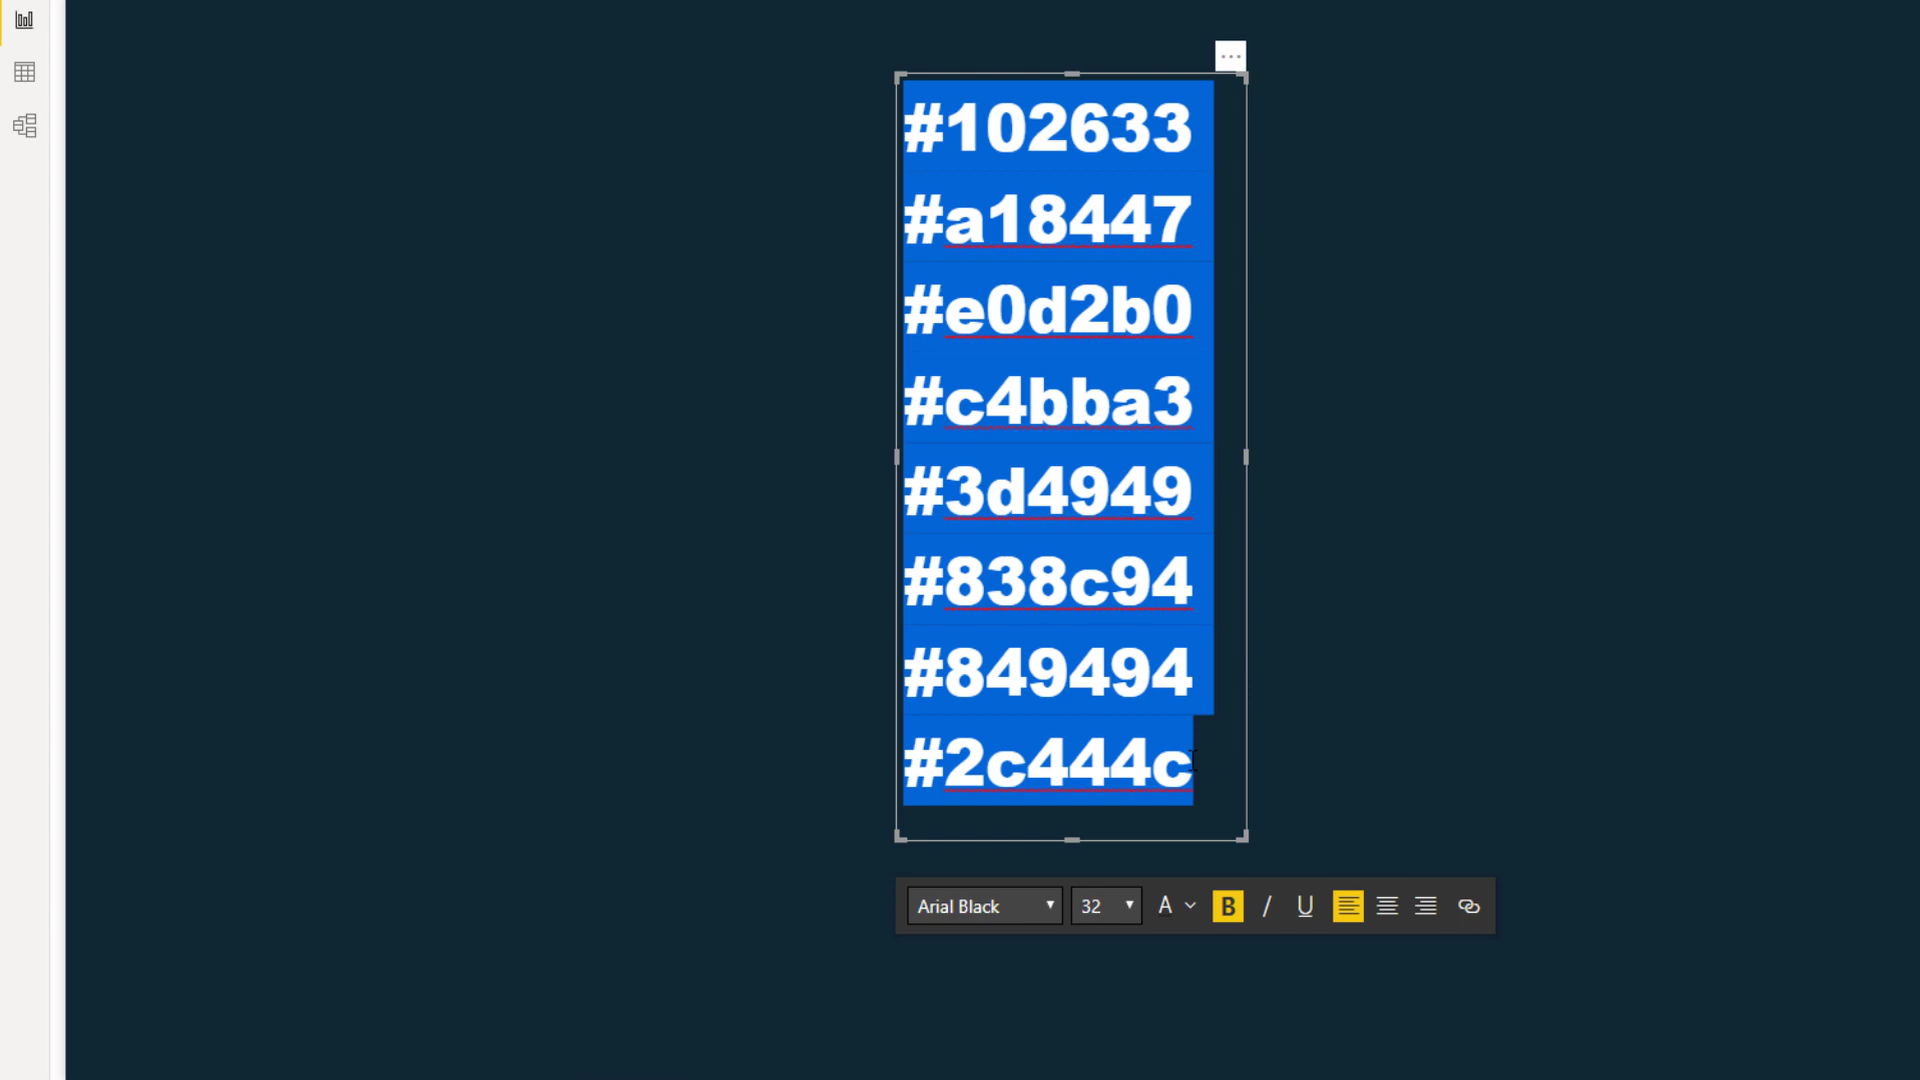 ...
#102633
#a18447
#e0d2b0
#c4bba3
#3d4949
#838c94
#849494
#2c444c
Arial Black 32 A B / U